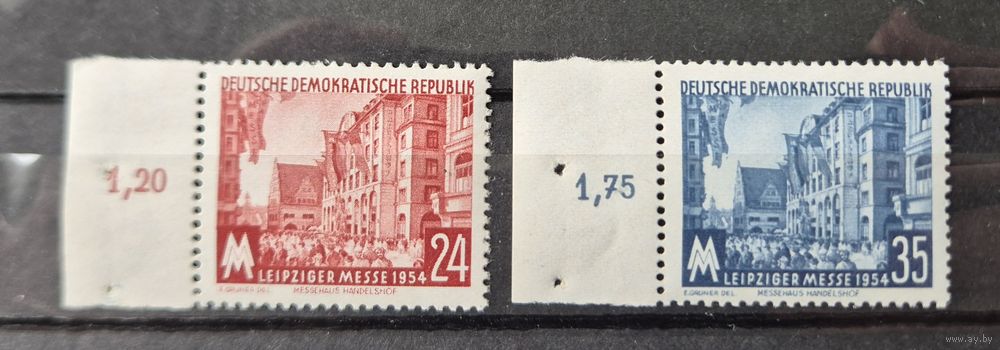 1,20
DEUTSCHE DEMOKRATISCHE REPUBLIK
M LEIPZIGER MESSE 1954 24
E.GRUNER DEL. MESSEHAUS HANDELSHOF
1,75
DEUTSCHE DEMOKRATISCHE REPUBLIK
M LEIPZIGER MESSE 1954 35
E.GRUNER DEL. MESSEHAUS HANDELSHOF
www.ay.by